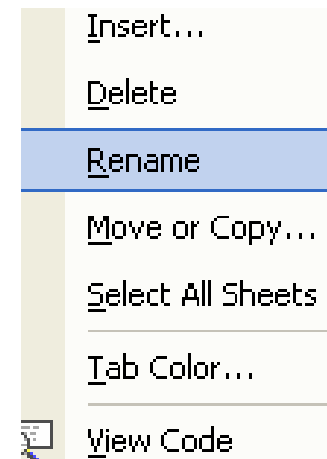 Insert...
Delete
Rename
Move or Copy...
Select All Sheets
Tab Color...
View Code